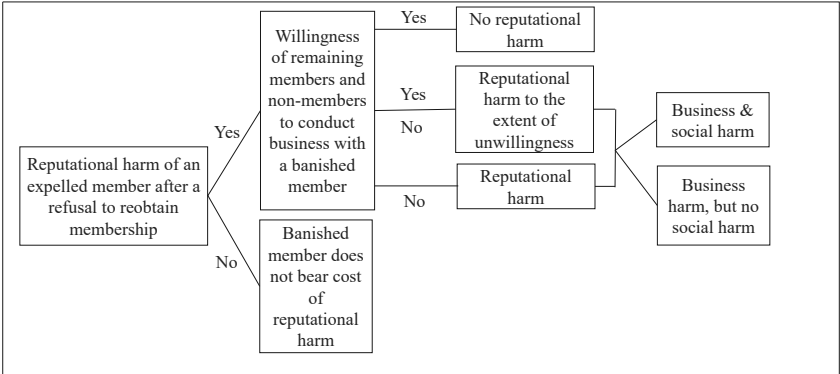 Reputational harm of an
expelled member after a
refusal to reobtain
membership
Yes
No
Willingness
of remaining
members and
non-members
to conduct
business with
a banished
member
Banished
member does
not bear cost
of
reputational
harm
Yes
No reputational
harm
Yes
No
Reputational
harm to the
extent of
unwillingness
No
Reputational
harm
Business &
social harm
Business
harm, but no
social harm